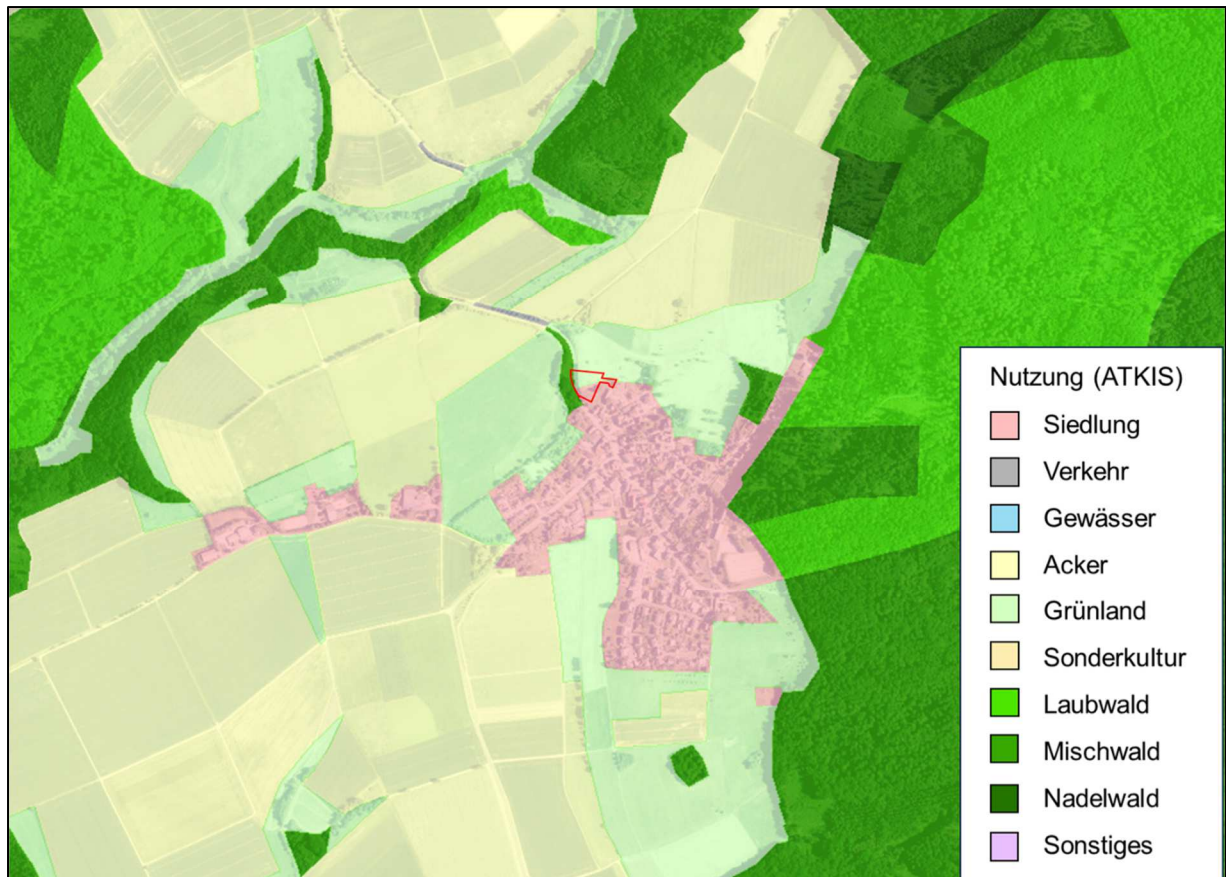 Nutzung (ATKIS)
Siedlung
Verkehr
Gewässer
Acker
Grünland
Sonderkultur
Laubwald
Mischwald
Nadelwald
Sonstiges